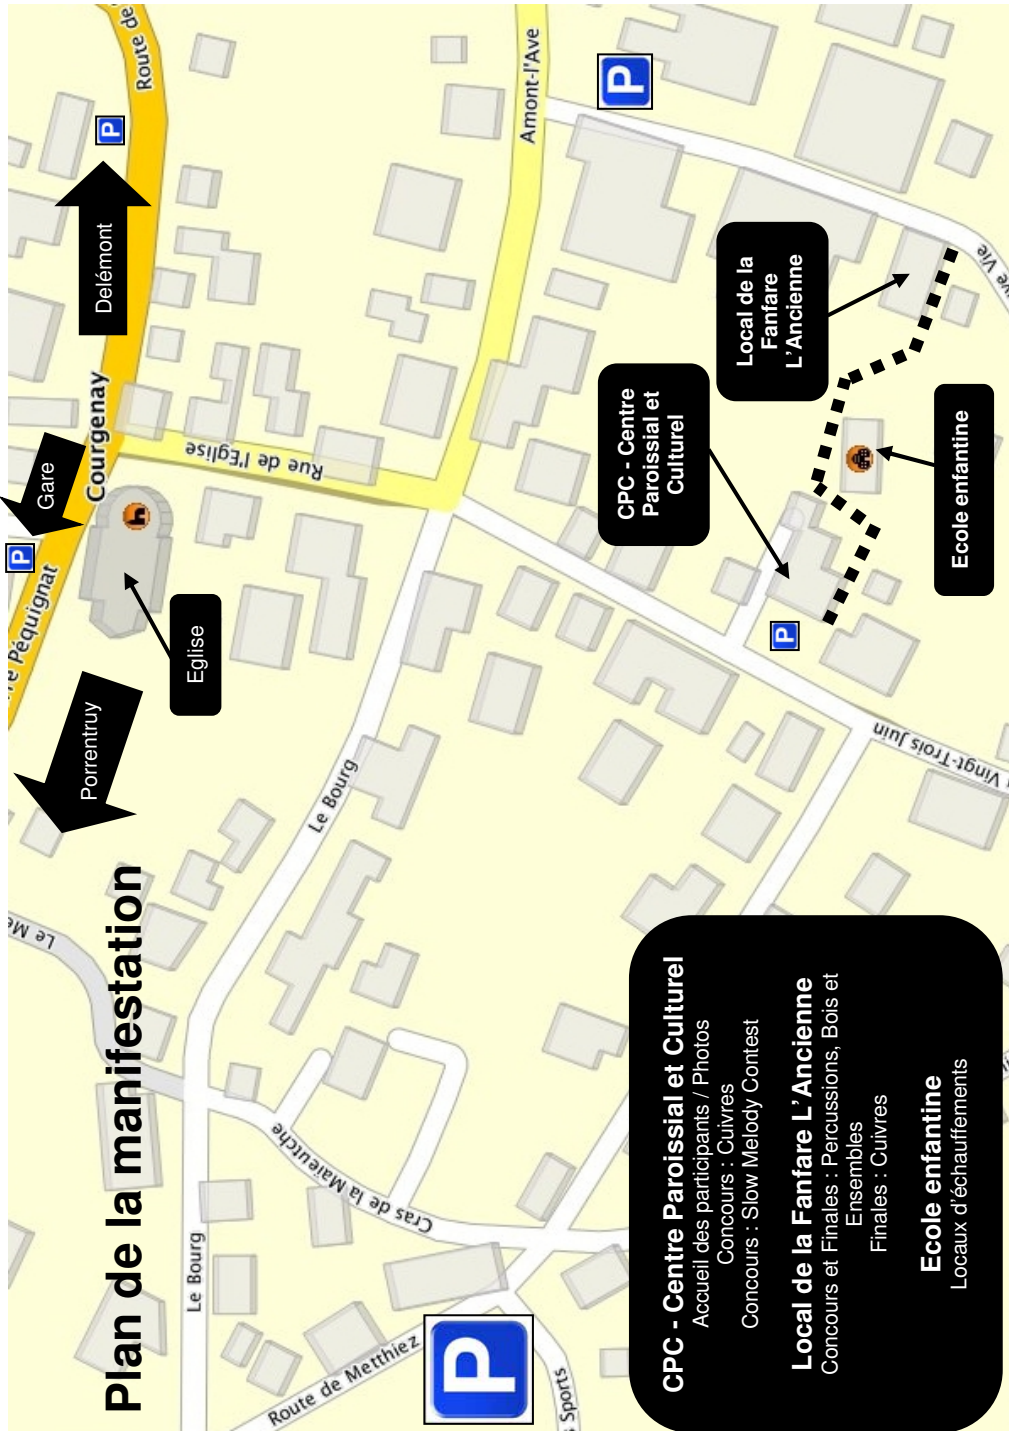 Plan de la manifestation
Porrentruy
Gare
Delémont
P
P
Courgenay
Route de
Péquignat
Eglise
Rue de l'Eglise
Amont-l'Ave
P
Le Bourg
Le Bourg
Cras de la Maïeutche
Route de Metthiez
Sports
P
P
Vingt-Trois Juin
Vie
CPC - Centre
Paroissial et
Culturel
Local de la
Fanfare
L'Ancienne
Ecole enfantine
CPC - Centre Paroissial et Culturel
Accueil des participants / Photos
Concours : Cuivres
Concours : Slow Melody Contest
Local de la Fanfare L'Ancienne
Concours et Finales : Percussions, Bois et
Ensembles
Finales : Cuivres
Ecole enfantine
Locaux d'échauffements